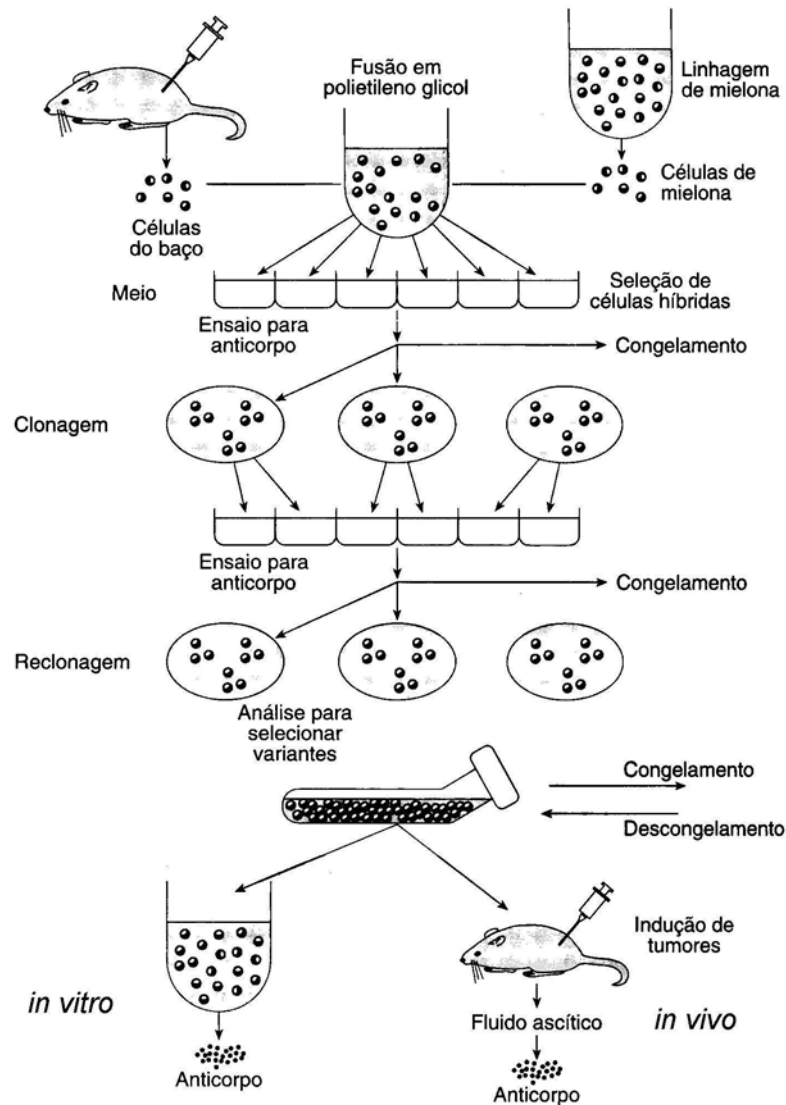 Fusão em
polietileno glicol
Linhagem
de mielona
Células
do baço
Células de
mielona
Meio
Seleção de
células híbridas
Ensaio para
anticorpo
Congelamento
Clonagem
Ensaio para
anticorpo
Congelamento
Reclonagem
Análise para
selecionar
variantes
Congelamento
Descongelamento
Indução de
tumores
in vitro
Fluido ascítico
in vivo
Anticorpo
Anticorpo